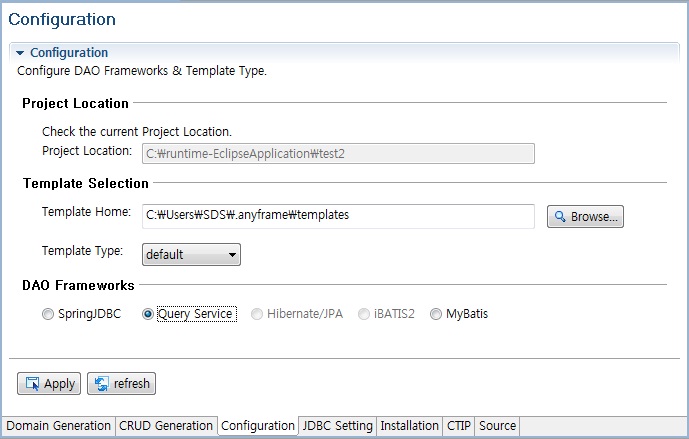 Configuration
Configuration
Configure DAO Frameworks & Template Type.
Project Location
Check the current Project Location.
Project Location: C:₩runtime-EclipseApplication₩test2
Template Selection
Template Home: C:₩Users₩SDS₩.anyframe₩templates Browse...
Template Type: default
DAO Frameworks
SpringJDBC Query Service Hibernate/JPA iBATIS2 MyBatis
Apply refresh
Domain Generation CRUD Generation Configuration JDBC Setting Installation CTIP Source